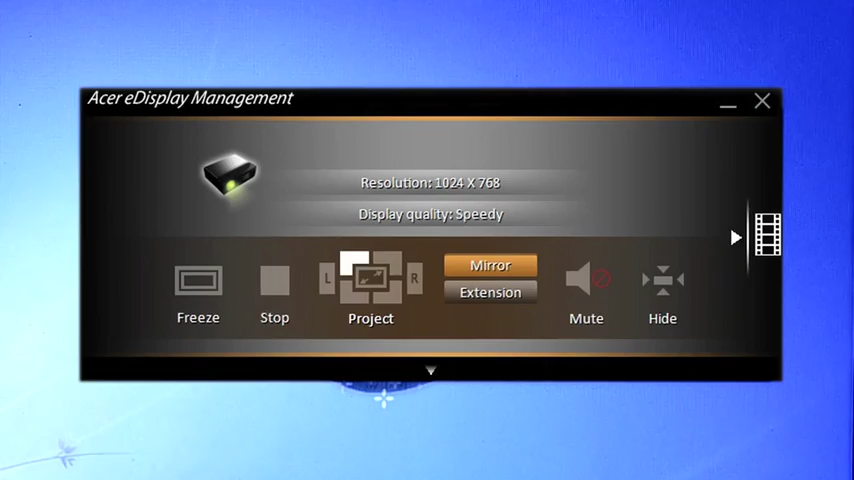 Acer eDisplay Management
Resolution: 1024 X 768
Display quality: Speedy
L
R
Mirror
Extension
Freeze
Stop
Project
Mute
Hide